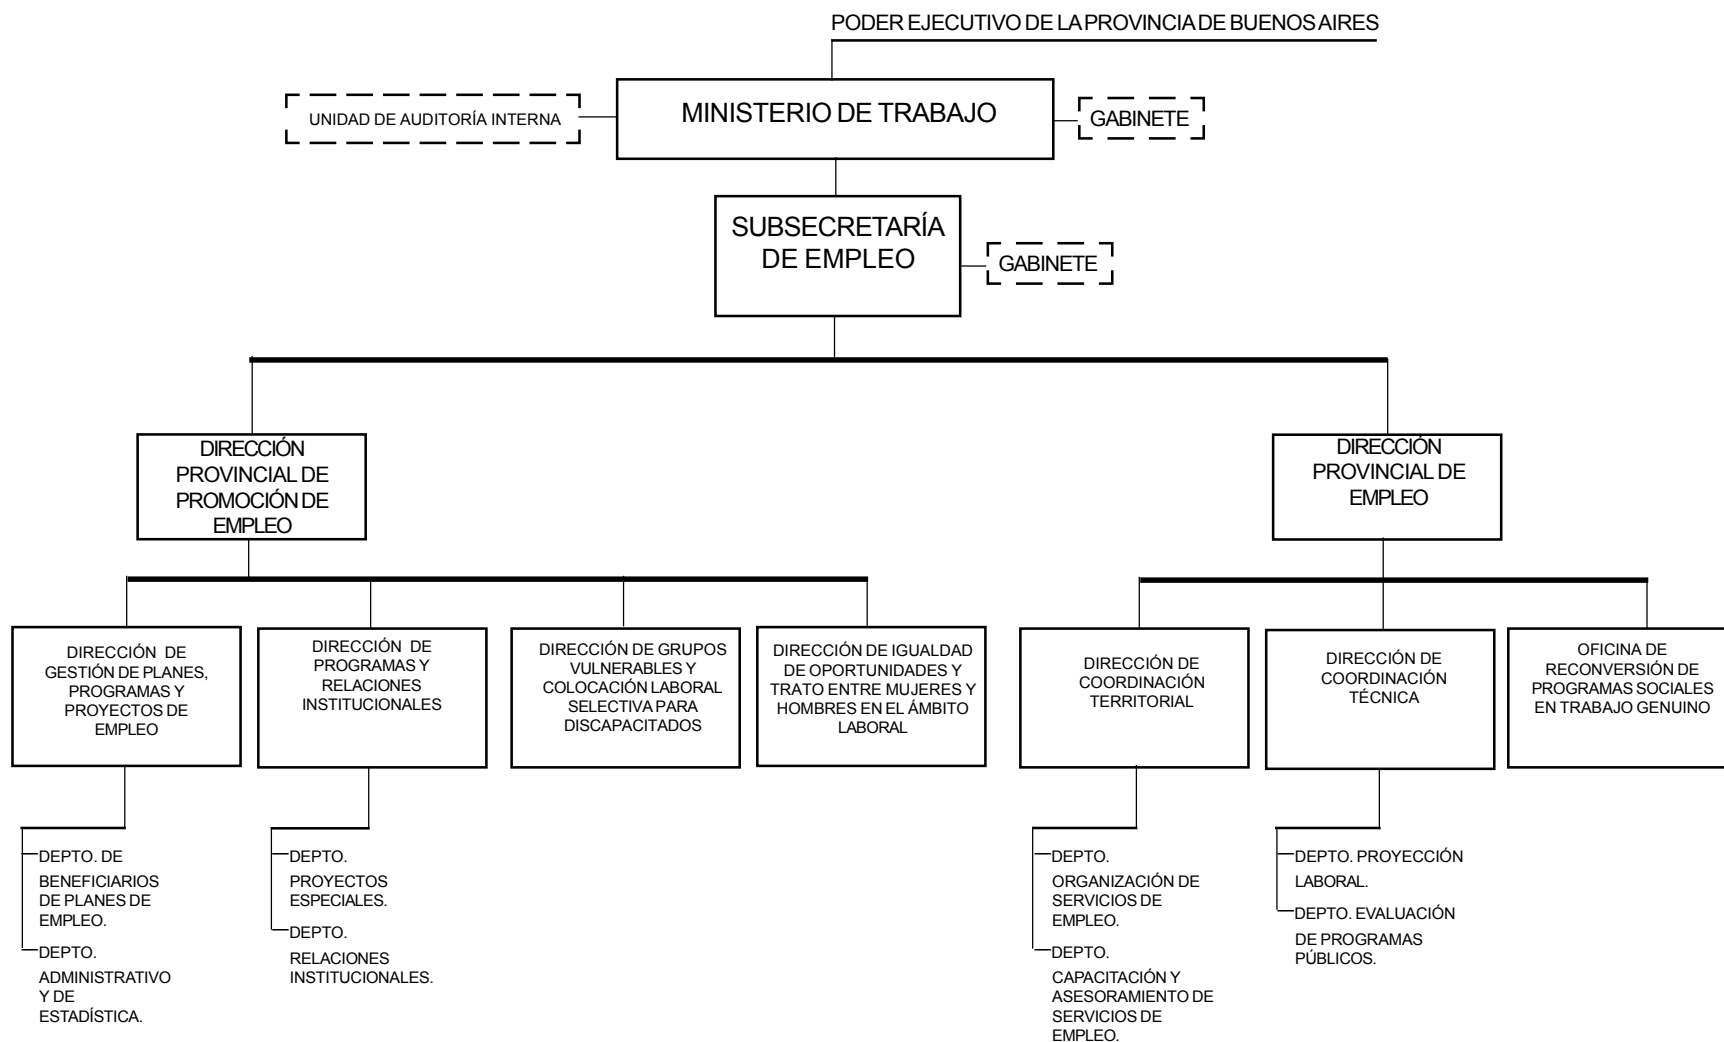 PODER EJECUTIVO DE LA PROVINCIA DE BUENOS AIRES
UNIDAD DE AUDITORÍA INTERNA
MINISTERIO DE TRABAJO
GABINETE
SUBSECRETARÍA
DE EMPLEO
GABINETE
DIRECCIÓN
PROVINCIAL DE
PROMOCIÓN DE
EMPLEO
DIRECCIÓN
PROVINCIAL DE
EMPLEO
DIRECCIÓN DE
GESTIÓN DE PLANES,
PROGRAMAS Y
PROYECTOS DE
EMPLEO
DIRECCIÓN DE
PROGRAMAS Y
RELACIONES
INSTITUCIONALES
DIRECCIÓN DE GRUPOS
VULNERABLES Y
COLOCACIÓN LABORAL
SELECTIVA PARA
DISCAPACITADOS
DIRECCIÓN DE IGUALDAD
DE OPORTUNIDADES Y
TRATO ENTRE MUJERES Y
HOMBRES EN EL ÁMBITO
LABORAL
DIRECCIÓN DE
COORDINACIÓN
TERRITORIAL
DIRECCIÓN DE
COORDINACIÓN
TÉCNICA
OFICINA DE
RECONVERSIÓN DE
PROGRAMAS SOCIALES
EN TRABAJO GENUINO
DEPTO. DE
BENEFICIARIOS
DE PLANES DE
EMPLEO.
DEPTO.
ADMINISTRATIVO
Y DE
ESTADÍSTICA.
DEPTO.
PROYECTOS
ESPECIALES.
DEPTO.
RELACIONES
INSTITUCIONALES.
DEPTO.
ORGANIZACIÓN DE
SERVICIOS DE
EMPLEO.
DEPTO.
CAPACITACIÓN Y
ASESORAMIENTO DE
SERVICIOS DE
EMPLEO.
DEPTO. PROYECCIÓN
LABORAL.
DEPTO. EVALUACIÓN
DE PROGRAMAS
PÚBLICOS.